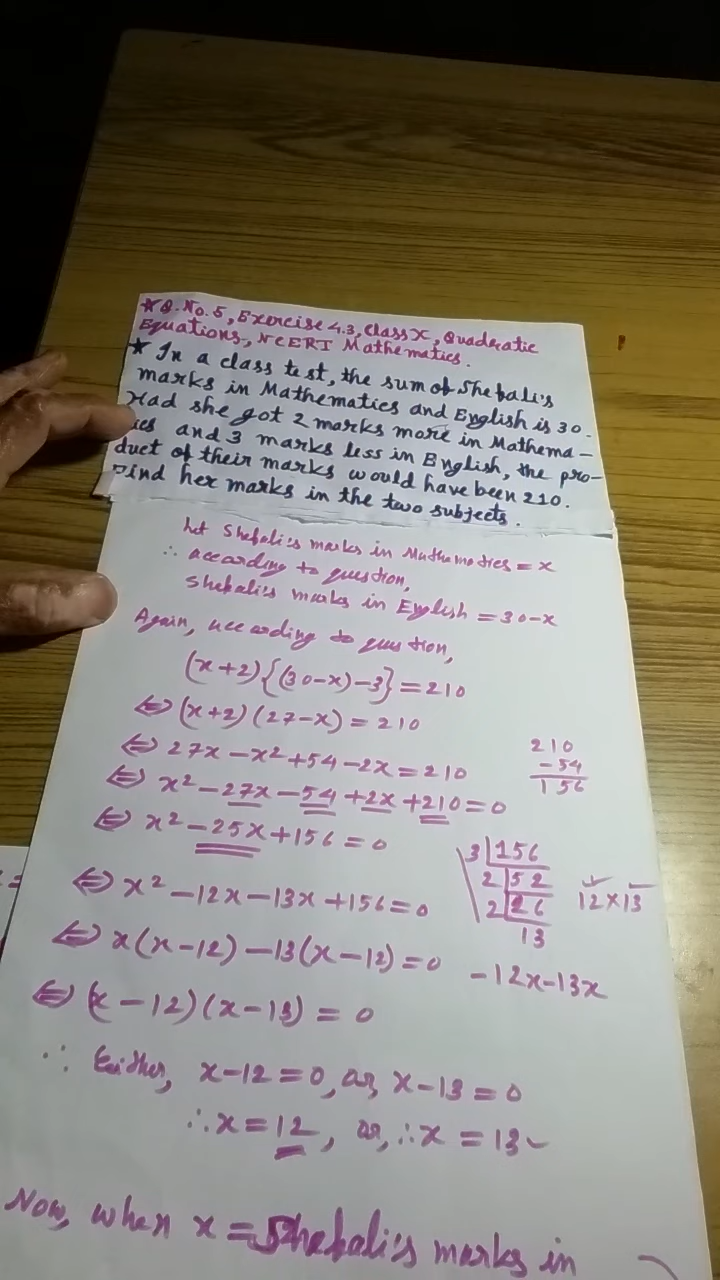 * Q. No. 5, Exercise 4.3, Class X, Quadratic
Equations, NCERT Mathematics.
* In a class test, the sum of Shefali's
marks in Mathematics and English is 30.
Had she got 2 marks more in Mathema-
tics and 3 marks less in English, the pro-
duct of their marks would have been 210.
Find her marks in the two subjects.
Let Shefali's marks in Mathematics = x
∴ according to question,
Shefali's marks in English = 30-x
Again, according to question,
(x+2){(30-x)-3} = 210
⇔ (x+2)(27-x) = 210
⇔ 27x-x²+54-2x = 210
210
-54
156
⇔ x²-27x-54+2x+210=0
⇔ x²-25x+156=0
3|156
2|52
2|26
13
12×13
⇔ x²-12x-13x+156=0
⇔ x(x-12)-13(x-12)=0
-12x-13x
⇔ (x-12)(x-13) = 0
∴ Either, x-12=0, or, x-13=0
∴ x=12, or, ∴ x=13
Now, when x = Shefali's marks in
=